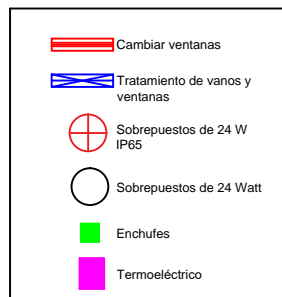 Cambiar ventanas
Tratamiento de vanos y
ventanas
Sobrepuestos de 24 W
IP65
Sobrepuestos de 24 Watt
Enchufes
Termoeléctrico